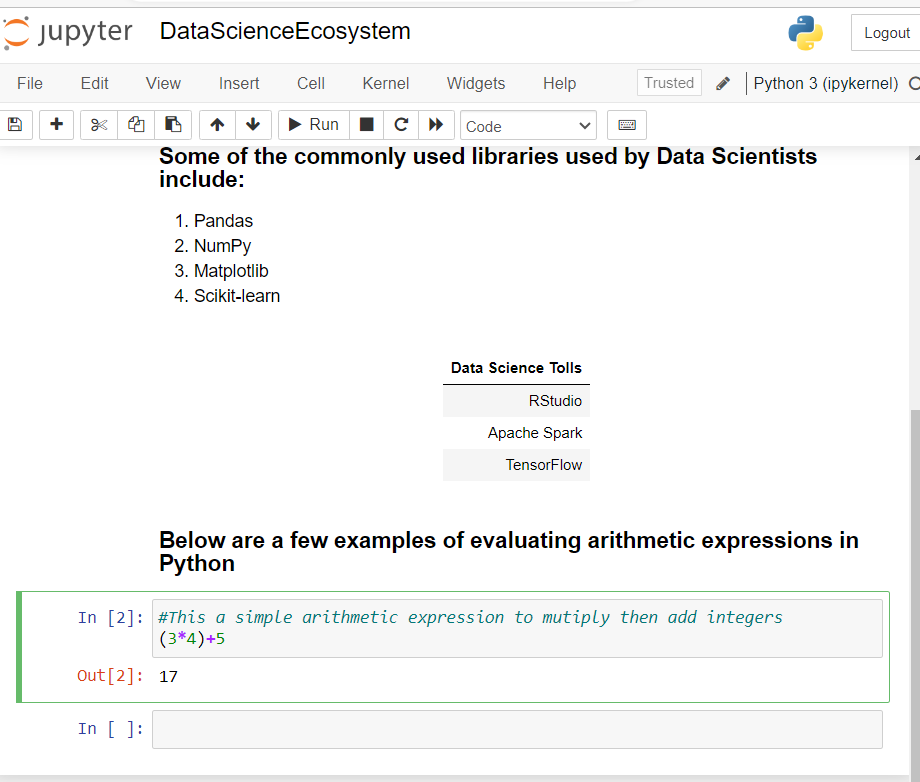 jupyter DataScienceEcosystem Logout
File Edit View Insert Cell Kernel Widgets Help Trusted Python 3 (ipykernel)
Run Code
Some of the commonly used libraries used by Data Scientists
include:
1. Pandas
2. NumPy
3. Matplotlib
4. Scikit-learn
Data Science Tolls
RStudio
Apache Spark
TensorFlow
Below are a few examples of evaluating arithmetic expressions in
Python
In [2]: #This a simple arithmetic expression to mutiply then add integers
(3*4)+5
Out[2]: 17
In [ ]: